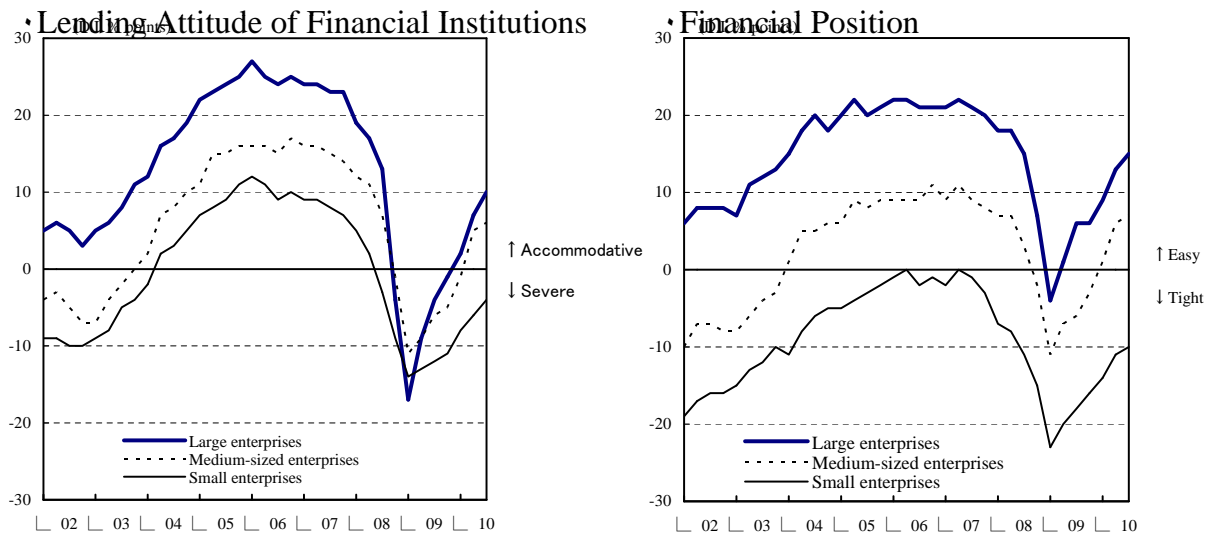 Lending Attitude of Financial Institutions
(D.I. % points)
30
20
10
0
-10
-20
-30
↑ Accommodative
↓ Severe
Large enterprises
Medium-sized enterprises
Small enterprises
02 03 04 05 06 07 08 09 10
Financial Position
(D.I. % points)
30
20
10
0
-10
-20
-30
↑ Easy
↓ Tight
Large enterprises
Medium-sized enterprises
Small enterprises
02 03 04 05 06 07 08 09 10